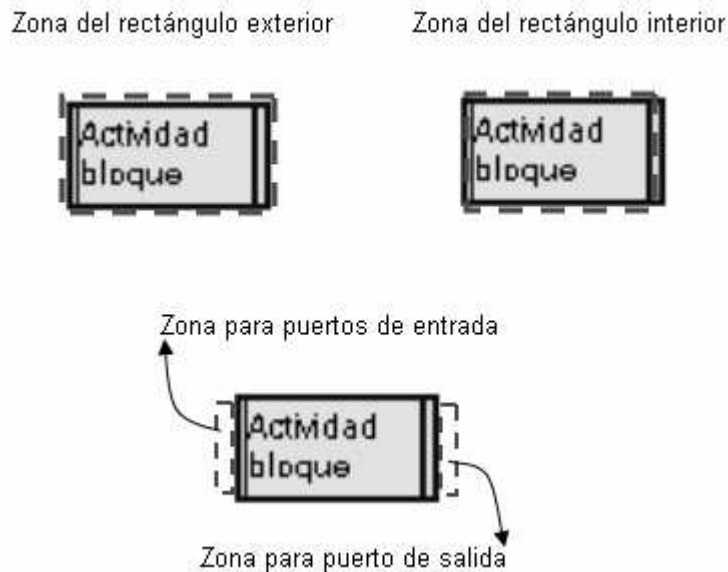 Zona del rectángulo exterior
Zona del rectángulo interior
Actividad
bloque
Actividad
bloque
Zona para puertos de entrada
Actividad
bloque
Zona para puerto de salida